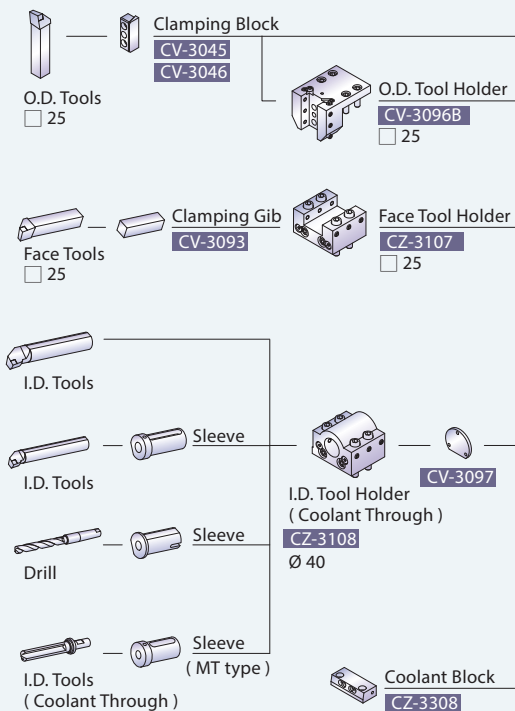 Clamping Block
CV-3045
CV-3046
O.D. Tools
□ 25
O.D. Tool Holder
CV-3096B
□ 25
Clamping Gib
CV-3093
Face Tools
□ 25
Face Tool Holder
CZ-3107
□ 25
I.D. Tools
I.D. Tools
Sleeve
I.D. Tool Holder
( Coolant Through )
CZ-3108
Ø 40
CV-3097
Drill
Sleeve
I.D. Tools
( Coolant Through )
Sleeve
( MT type )
Coolant Block
CZ-3308